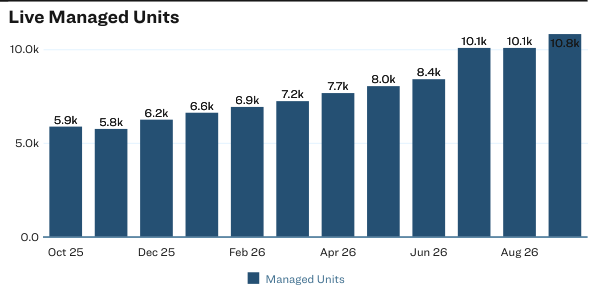 Live Managed Units
10.0k
5.0k
0.0
5.9k
5.8k
6.2k
6.6k
6.9k
7.2k
7.7k
8.0k
8.4k
10.1k
10.1k
10.8k
Oct 25
Dec 25
Feb 26
Apr 26
Jun 26
Aug 26
Managed Units